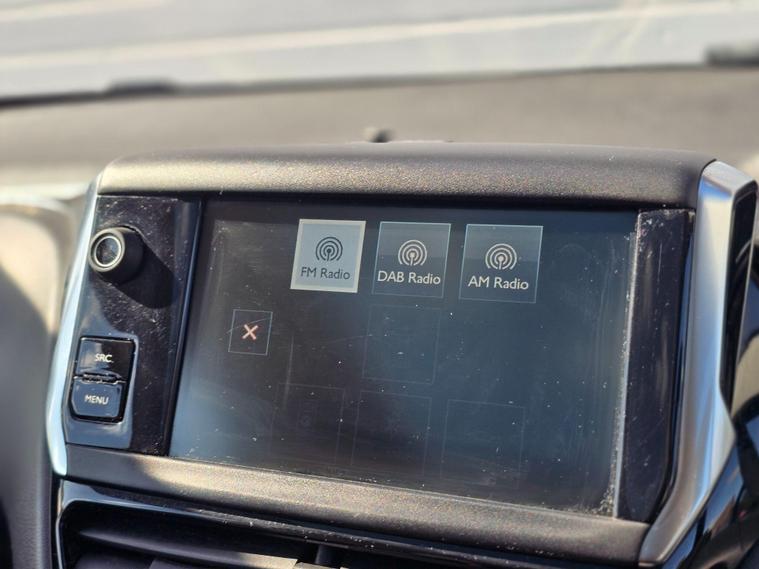 FM Radio
DAB Radio
AM Radio
SRC
MENU